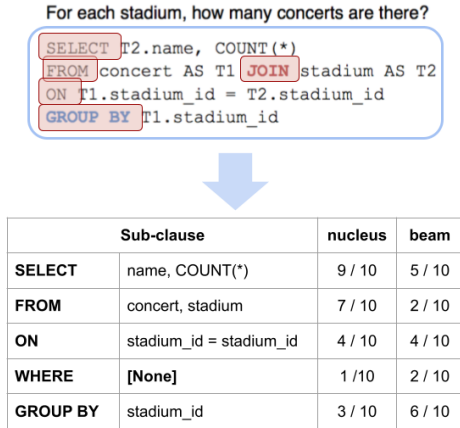 For each stadium, how many concerts are there?
SELECT T2.name, COUNT(*)
FROM concert AS T1 JOIN stadium AS T2
ON T1.stadium_id = T2.stadium_id
GROUP BY T1.stadium_id
Sub-clause nucleus beam
SELECT name, COUNT(*) 9 / 10 5 / 10
FROM concert, stadium 7 / 10 2 / 10
ON stadium_id = stadium_id 4 / 10 4 / 10
WHERE [None] 1 /10 2 / 10
GROUP BY stadium_id 3 / 10 6 / 10